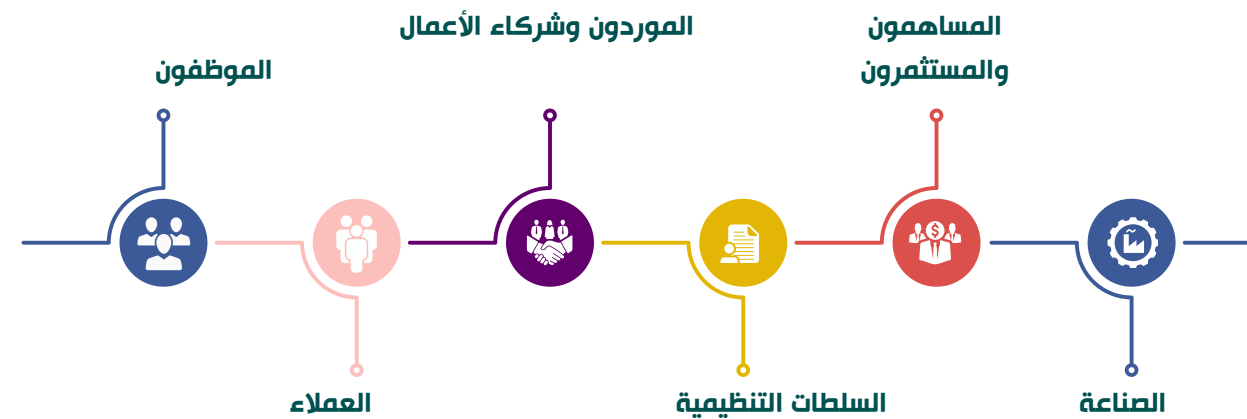 المساهمون
والمستثمرون
الموردون وشركاء الأعمال
الموظفون
الصناعة
السلطات التنظيمية
العملاء